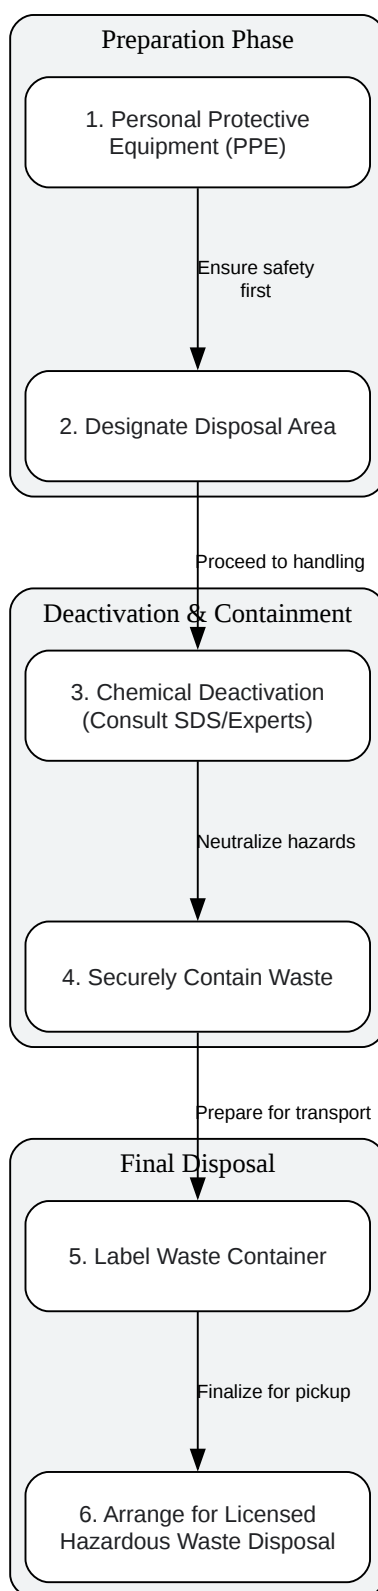 Preparation Phase
1. Personal Protective
Equipment (PPE)
Ensure safety
first
2. Designate Disposal Area
Proceed to handling
Deactivation & Containment
3. Chemical Deactivation
(Consult SDS/Experts)
Neutralize hazards
4. Securely Contain Waste
Prepare for transport
Final Disposal
5. Label Waste Container
Finalize for pickup
6. Arrange for Licensed
Hazardous Waste Disposal